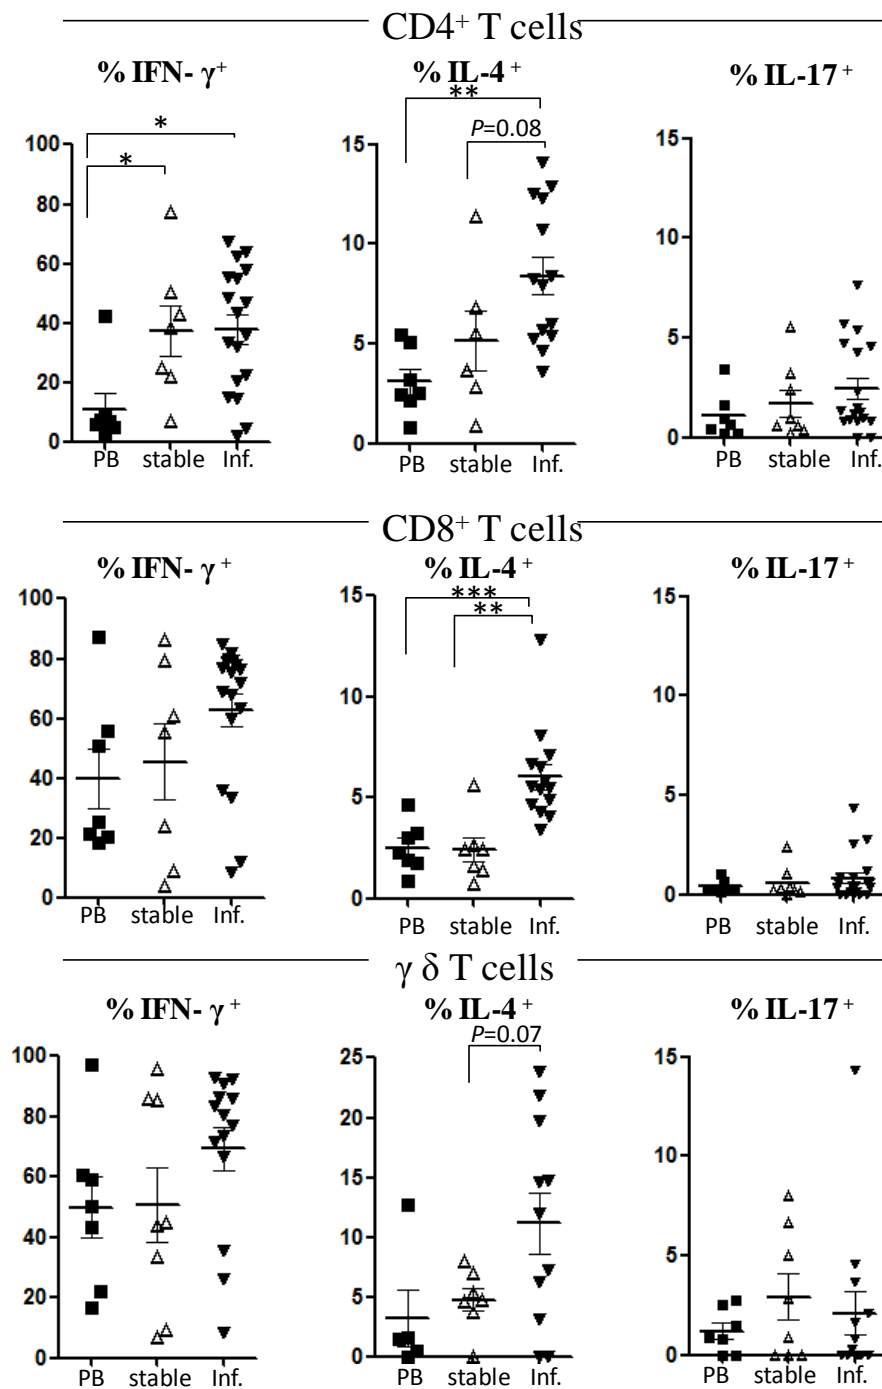 CD4⁺ T cells
% IFN- γ⁺ % IL-4⁺ % IL-17⁺
** 
* P=0.08
*
100 15 15
80
60 10 10
40
20 5 5
0 0 0
PB stable Inf. PB stable Inf. PB stable Inf.
CD8⁺ T cells
% IFN- γ⁺ % IL-4⁺ % IL-17⁺
***
**
100 15 15
80
60 10 10
40
20 5 5
0 0 0
PB stable Inf. PB stable Inf. PB stable Inf.
γ δ T cells
% IFN- γ⁺ % IL-4⁺ % IL-17⁺
P=0.07
100 25 15
80 20
60 15 10
40 10
20 5 5
0 0 0
PB stable Inf. PB stable Inf. PB stable Inf.